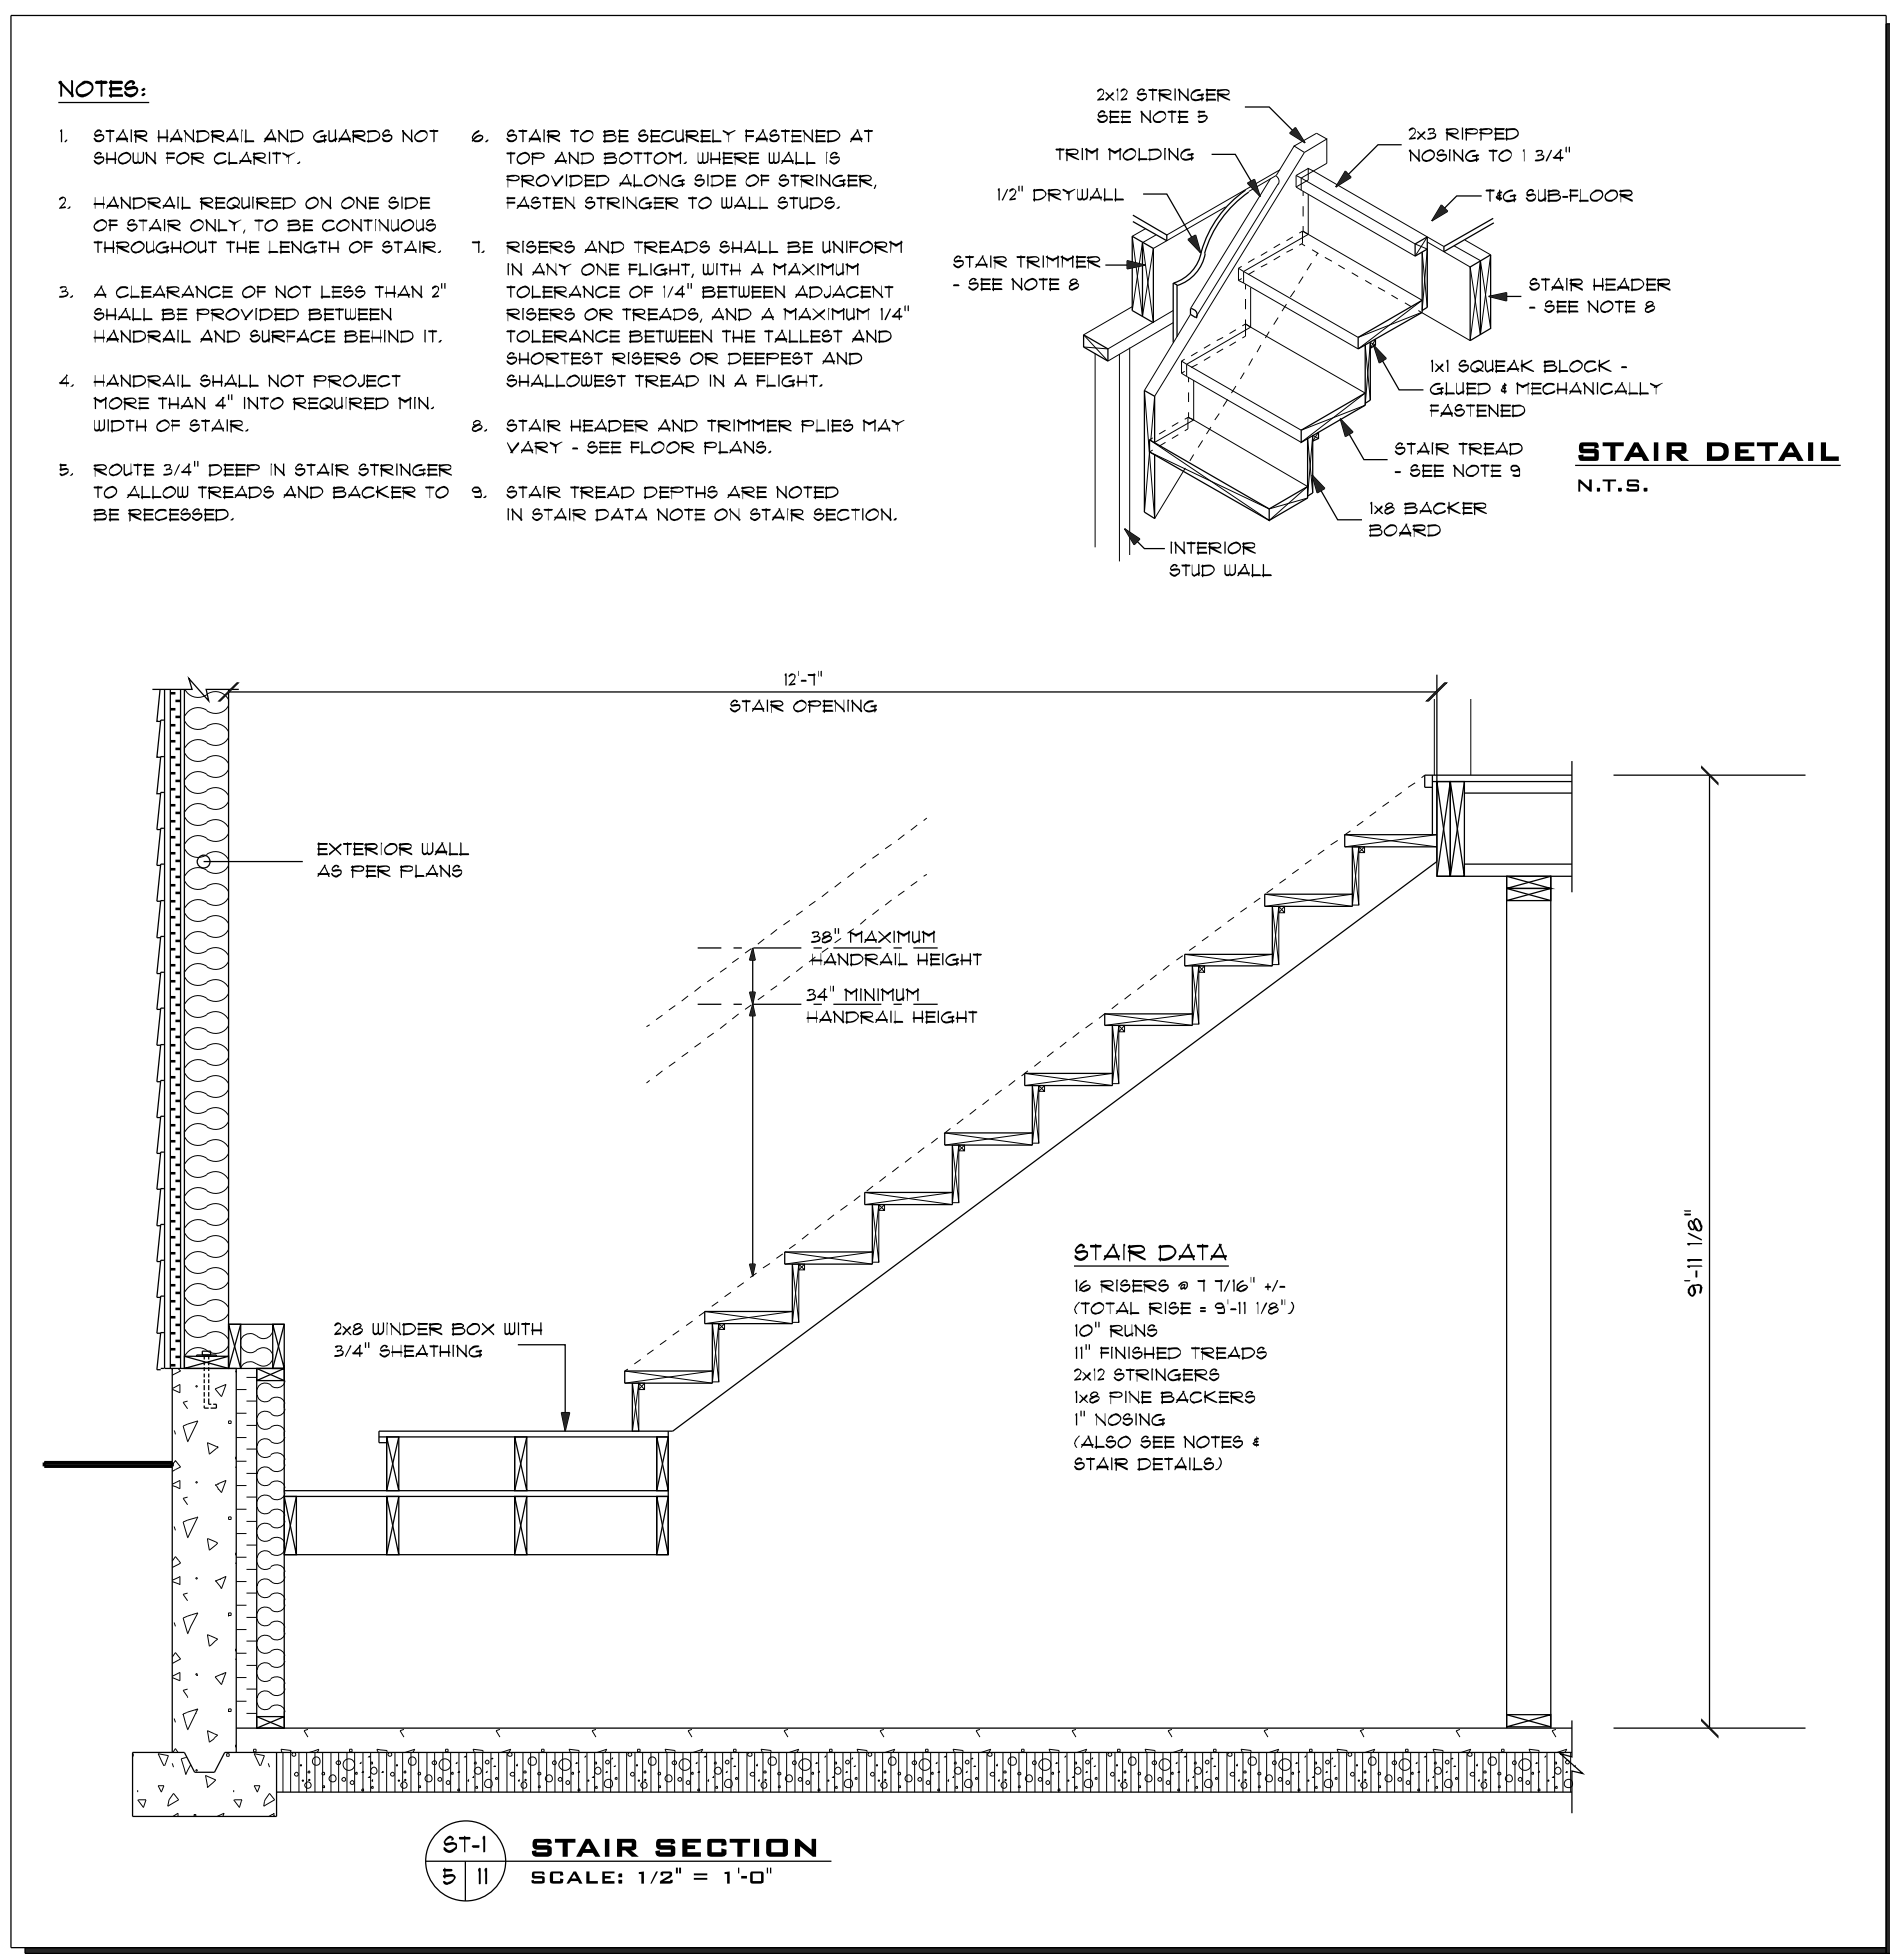 NOTES:
1. STAIR HANDRAIL AND GUARDS NOT
SHOWN FOR CLARITY.
2. HANDRAIL REQUIRED ON ONE SIDE
OF STAIR ONLY, TO BE CONTINUOUS
THROUGHOUT THE LENGTH OF STAIR.
3. A CLEARANCE OF NOT LESS THAN 2"
SHALL BE PROVIDED BETWEEN
HANDRAIL AND SURFACE BEHIND IT.
4. HANDRAIL SHALL NOT PROJECT
MORE THAN 4" INTO REQUIRED MIN.
WIDTH OF STAIR.
5. ROUTE 3/4" DEEP IN STAIR STRINGER
TO ALLOW TREADS AND BACKER TO
BE RECESSED.
6. STAIR TO BE SECURELY FASTENED AT
TOP AND BOTTOM. WHERE WALL IS
PROVIDED ALONG SIDE OF STRINGER,
FASTEN STRINGER TO WALL STUDS.
7. RISERS AND TREADS SHALL BE UNIFORM
IN ANY ONE FLIGHT, WITH A MAXIMUM
TOLERANCE OF 1/4" BETWEEN ADJACENT
RISERS OR TREADS, AND A MAXIMUM 1/4"
TOLERANCE BETWEEN THE TALLEST AND
SHORTEST RISERS OR DEEPEST AND
SHALLOWEST TREAD IN A FLIGHT.
8. STAIR HEADER AND TRIMMER PLIES MAY
VARY - SEE FLOOR PLANS.
9. STAIR TREAD DEPTHS ARE NOTED
IN STAIR DATA NOTE ON STAIR SECTION.
2x12 STRINGER
SEE NOTE 5
TRIM MOLDING
1/2" DRYWALL
STAIR TRIMMER
- SEE NOTE 8
2x3 RIPPED
NOSING TO 1 3/4"
T&G SUB-FLOOR
STAIR HEADER
- SEE NOTE 8
1x1 SQUEAK BLOCK -
GLUED & MECHANICALLY
FASTENED
STAIR TREAD
- SEE NOTE 9
1x8 BACKER
BOARD
INTERIOR
STUD WALL
STAIR DETAIL
N.T.S.
12'-7"
STAIR OPENING
EXTERIOR WALL
AS PER PLANS
38" MAXIMUM
HANDRAIL HEIGHT
34" MINIMUM
HANDRAIL HEIGHT
2x8 WINDER BOX WITH
3/4" SHEATHING
STAIR DATA
16 RISERS @ 7 7/16" +/-
(TOTAL RISE = 9'-11 1/8")
10" RUNS
11" FINISHED TREADS
2x12 STRINGERS
1x8 PINE BACKERS
1" NOSING
(ALSO SEE NOTES &
STAIR DETAILS)
9'-11 1/8"
ST-1
5 11
STAIR SECTION
SCALE: 1/2" = 1'-0"